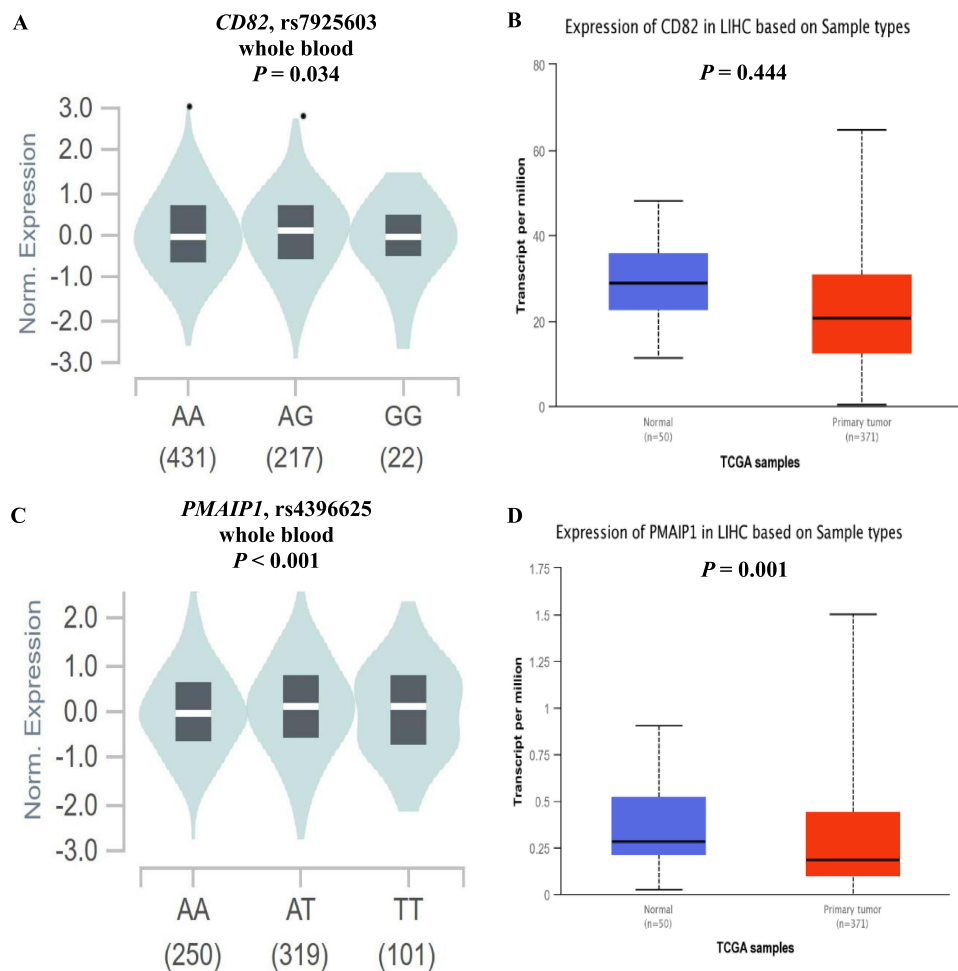 A
CD82, rs7925603
whole blood
P = 0.034
Norm. Expression
3.0
2.0
1.0
0.0
-1.0
-2.0
-3.0
AA
AG
GG
(431)
(217)
(22)
B
Expression of CD82 in LIHC based on Sample types
P = 0.444
Transcript per million
80
60
40
20
0
Normal
(n=50)
Primary tumor
(n=371)
TCGA samples
C
PMAIP1, rs4396625
whole blood
P < 0.001
Norm. Expression
2.0
1.0
0.0
-1.0
-2.0
-3.0
AA
AT
TT
(250)
(319)
(101)
D
Expression of PMAIP1 in LIHC based on Sample types
P = 0.001
Transcript per million
1.75
1.5
1.25
1
0.75
0.5
0.25
0
Normal
(n=50)
Primary tumor
(n=371)
TCGA samples